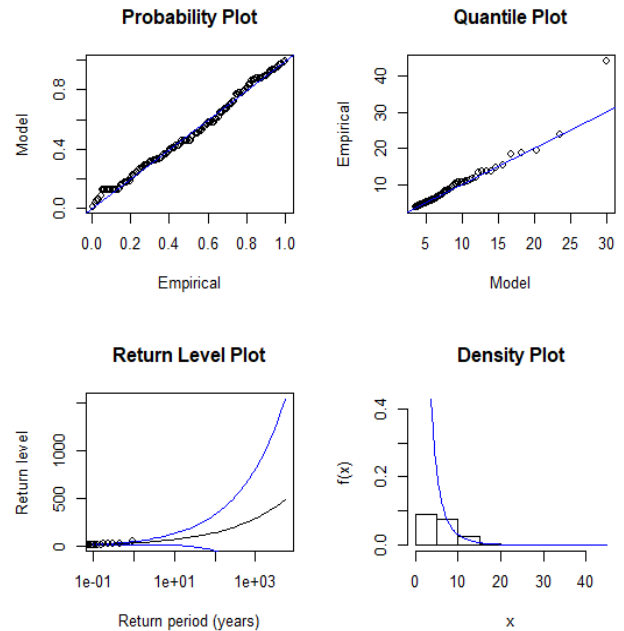 Probability Plot
Model
0.0 0.4 0.8
0.0 0.2 0.4 0.6 0.8 1.0
Empirical
Quantile Plot
Empirical
10 20 30 40
5 10 15 20 25 30
Model
Return Level Plot
Return level
0 500 1000
1e-01 1e+01 1e+03
Return period (years)
Density Plot
f(x)
0.0 0.2 0.4
0 10 20 30 40
x